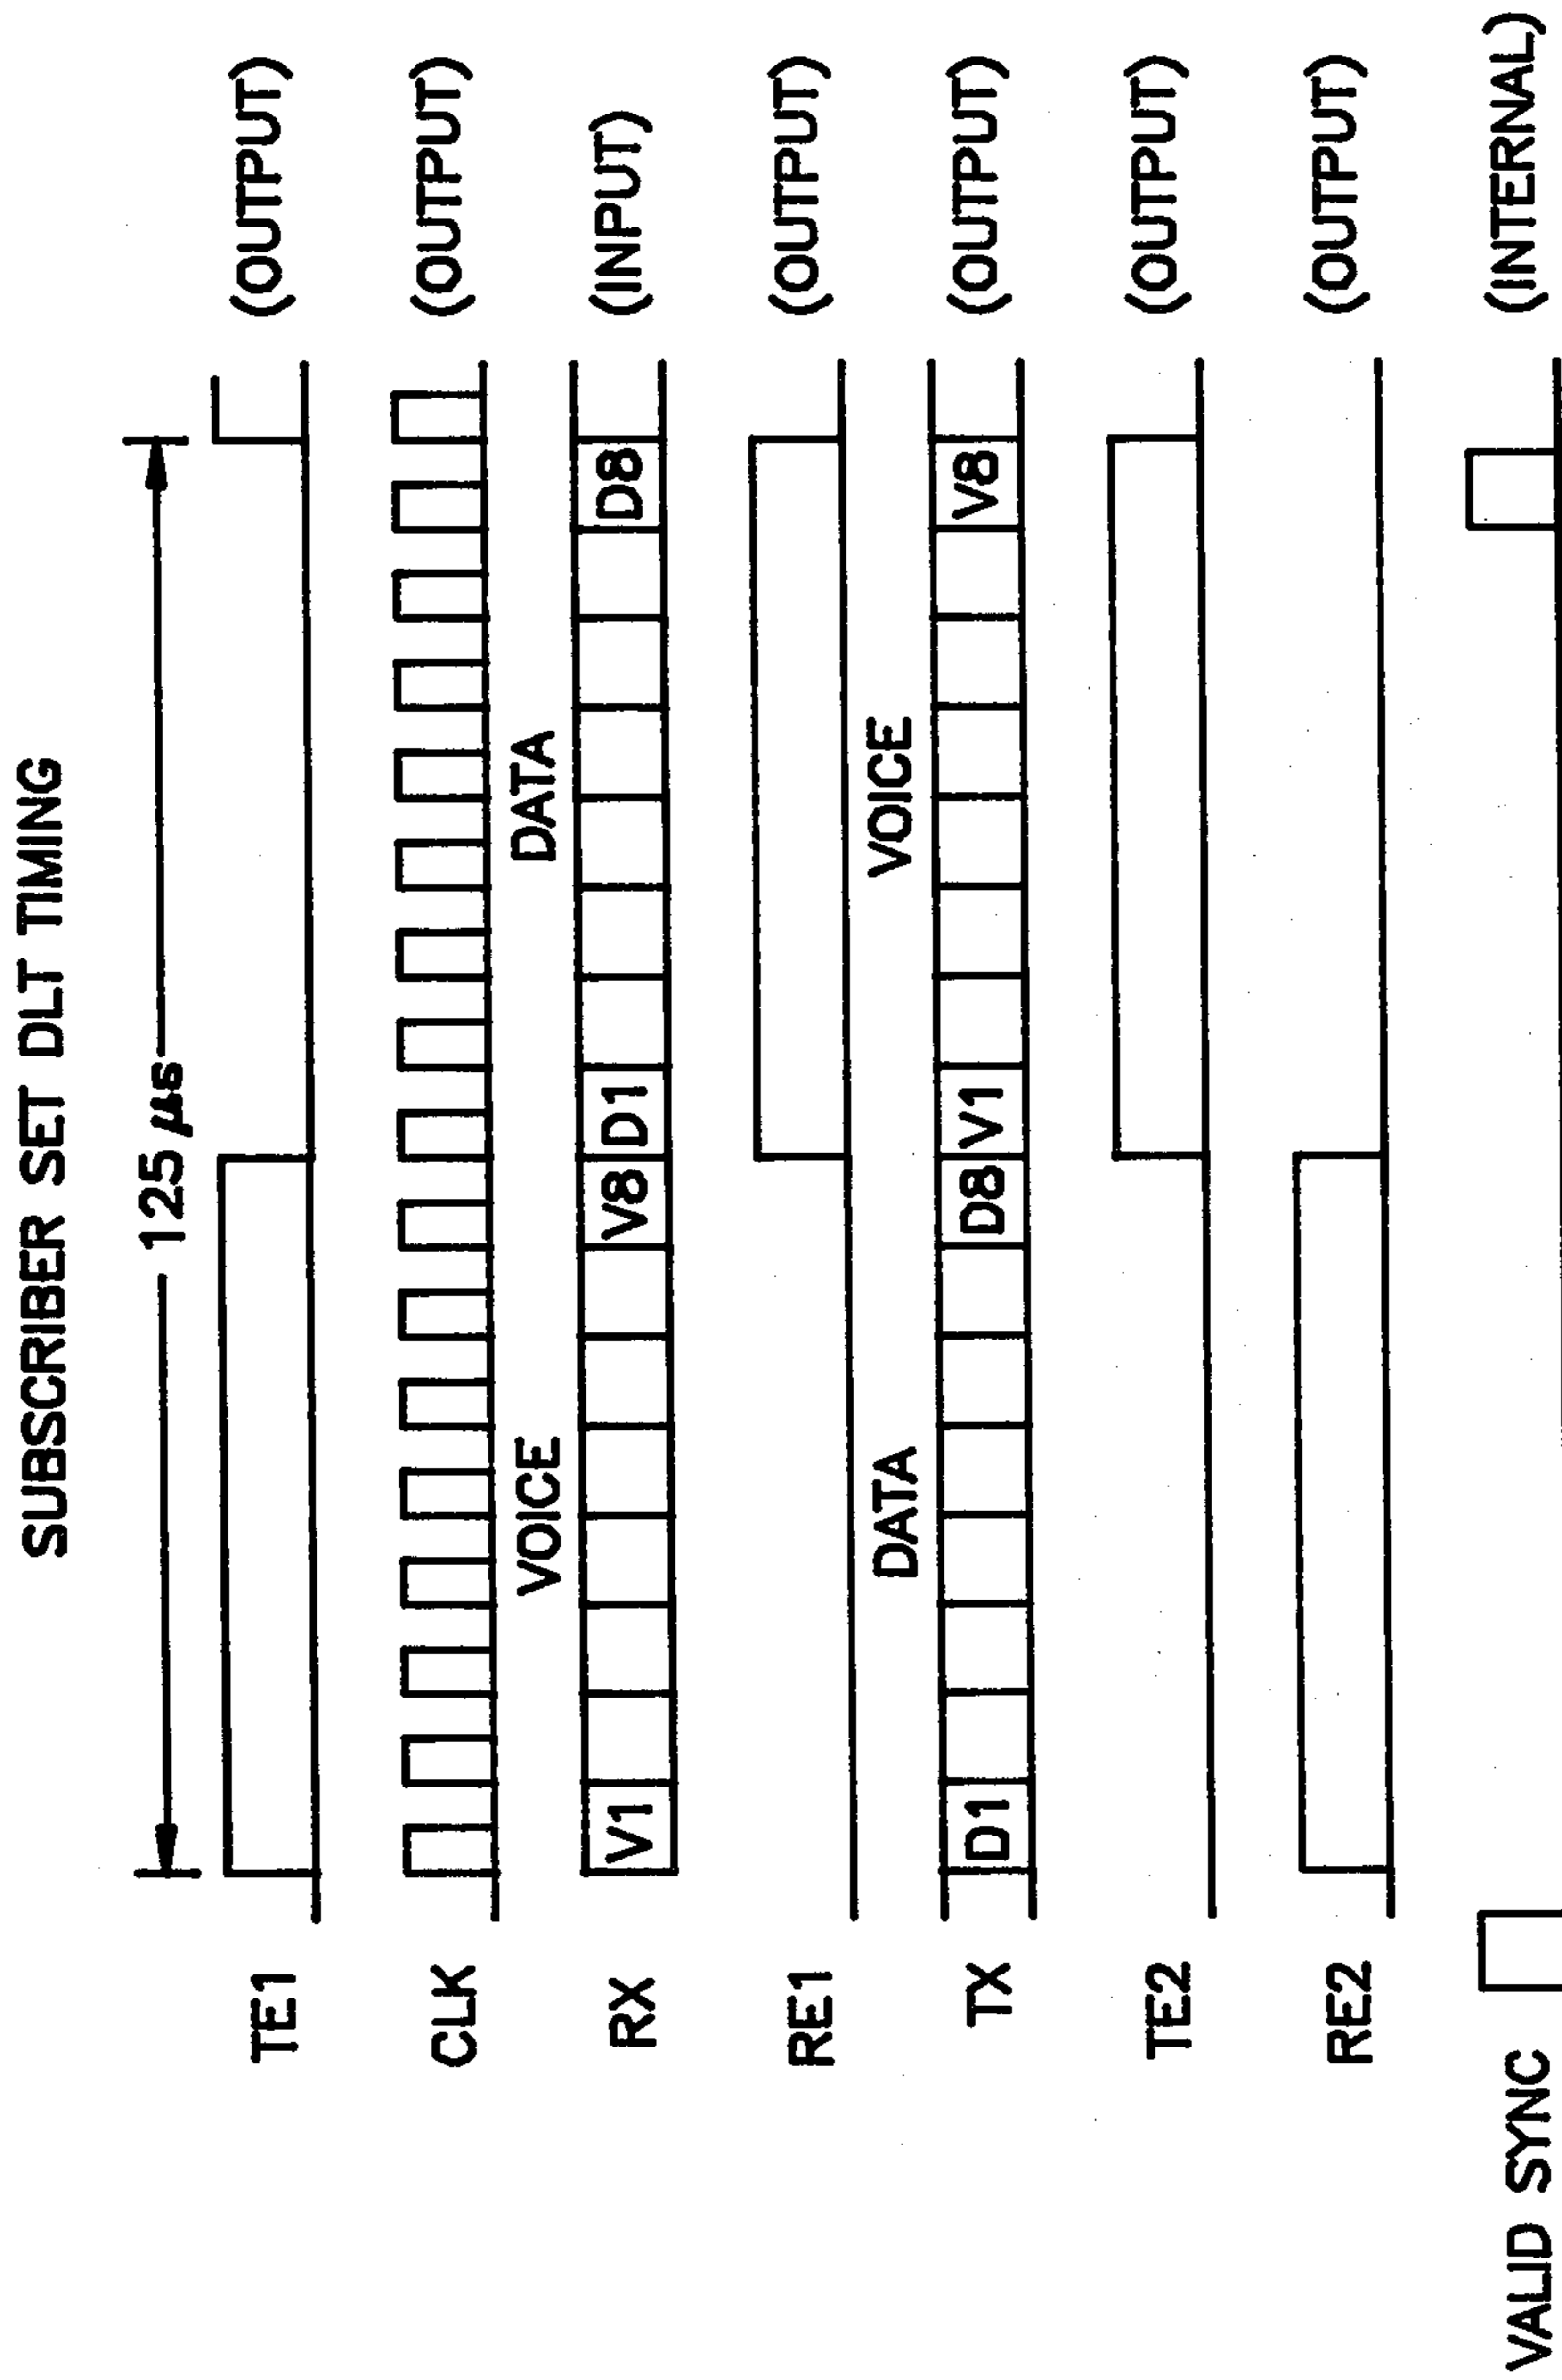 SUBSCRIBER SET DLT TIMING
125 µs
TE1 (OUTPUT)
CLK (OUTPUT)
VOICE DATA
RX V1 V8 D1 D8 (INPUT)
RE1 (OUTPUT)
DATA VOICE
TX D1 D8 V1 V8 (OUTPUT)
TE2 (OUTPUT)
RE2 (OUTPUT)
VALID SYNC (INTERNAL)